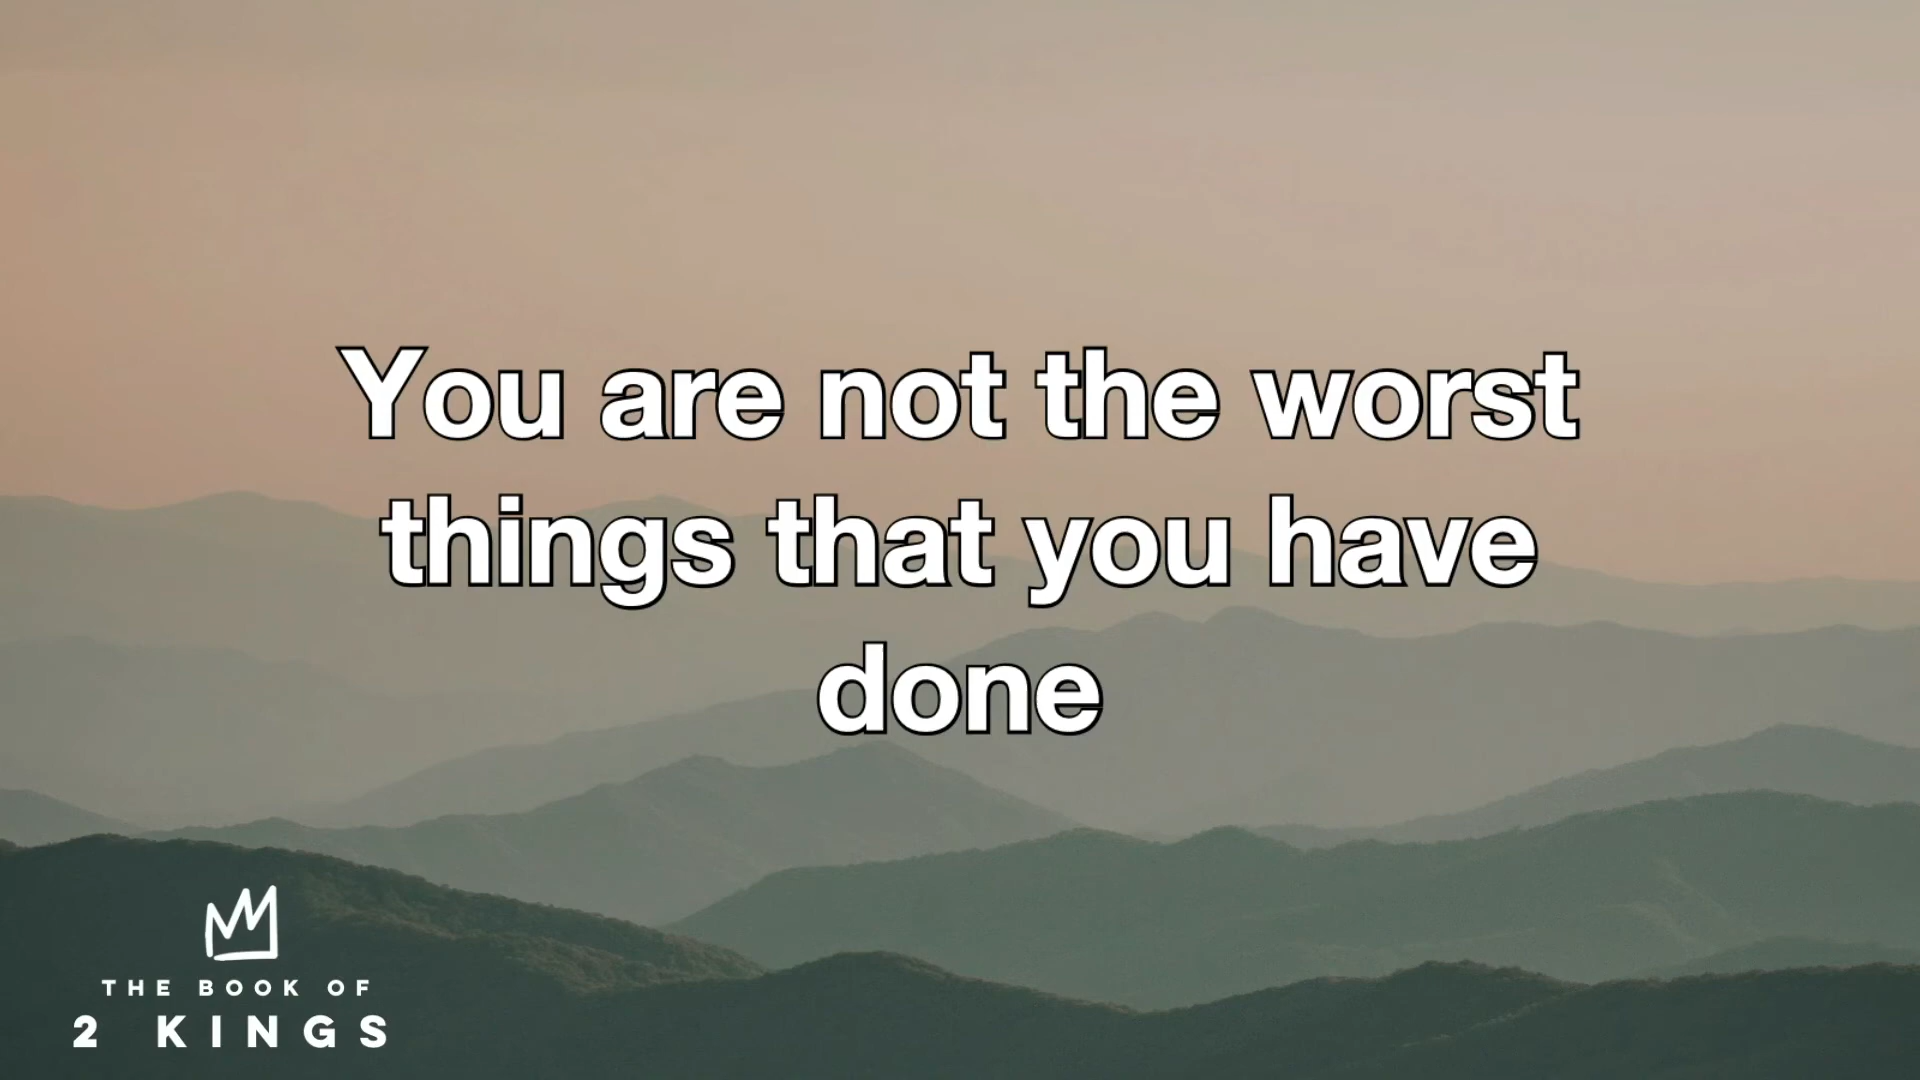 You are not the worst
things that you have
done
THE BOOK OF
2 KINGS